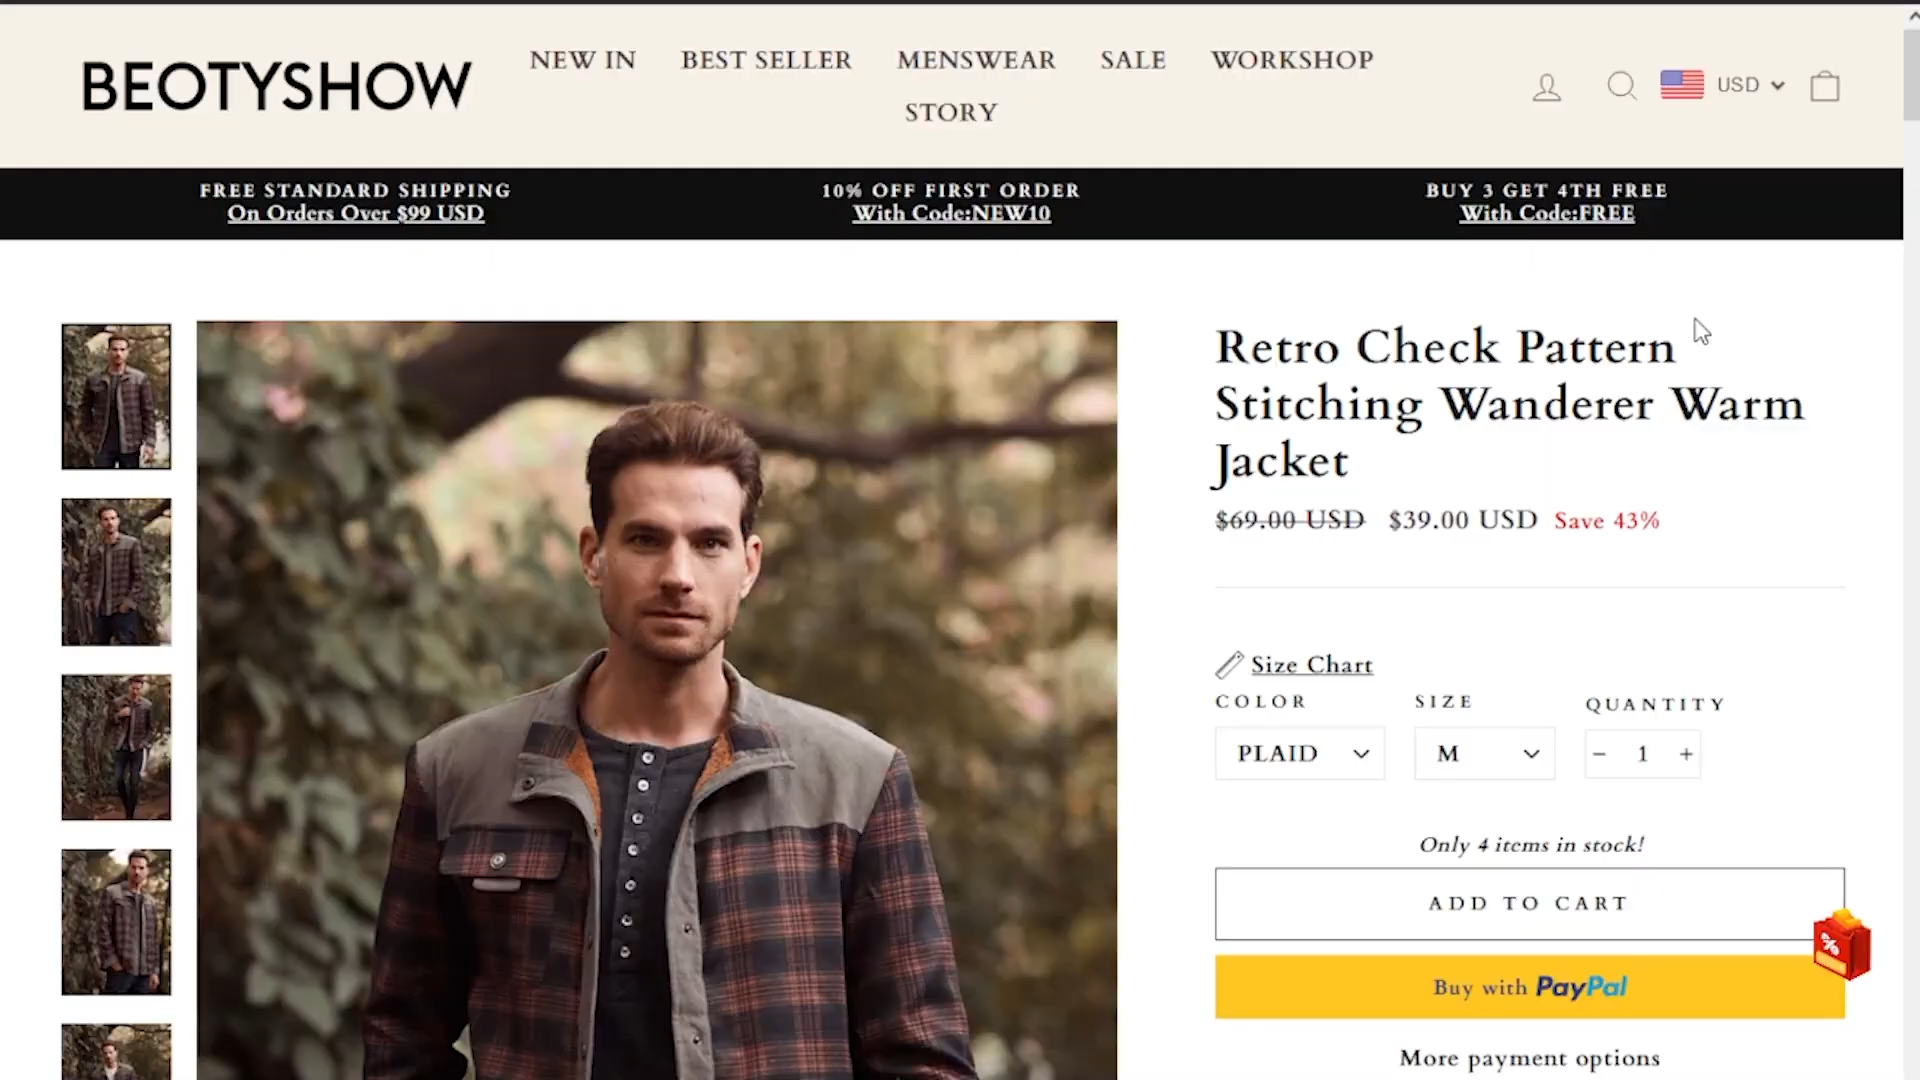 BEOTYSHOW
NEW IN BEST SELLER MENSWEAR SALE WORKSHOP
STORY
USD
FREE STANDARD SHIPPING
On Orders Over $99 USD
10% OFF FIRST ORDER
With Code:NEW10
BUY 3 GET 4TH FREE
With Code:FREE
Retro Check Pattern
Stitching Wanderer Warm
Jacket
$69.00 USD $39.00 USD Save 43%
Size Chart
COLOR SIZE QUANTITY
PLAID M − 1 +
Only 4 items in stock!
ADD TO CART
%
Buy with PayPal
More payment options